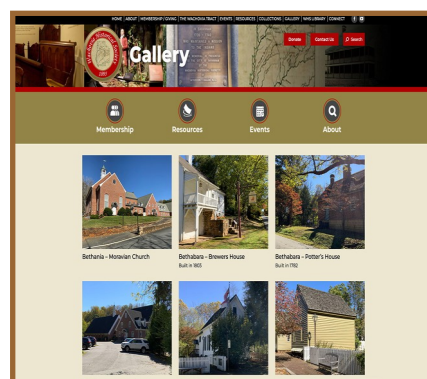 HOME | ABOUT | MEMBERSHIP / GIVING | THE WACHOVIA TRACT | EVENTS | RESOURCES | COLLECTIONS | GALLERY | WHS LIBRARY | CONNECT
Donate Contact Us Search
Gallery
1895
Membership Resources Events About
Bethania – Moravian Church Bethabara – Brewers House Bethabara – Potter's House
Built in 1803 Built in 1782